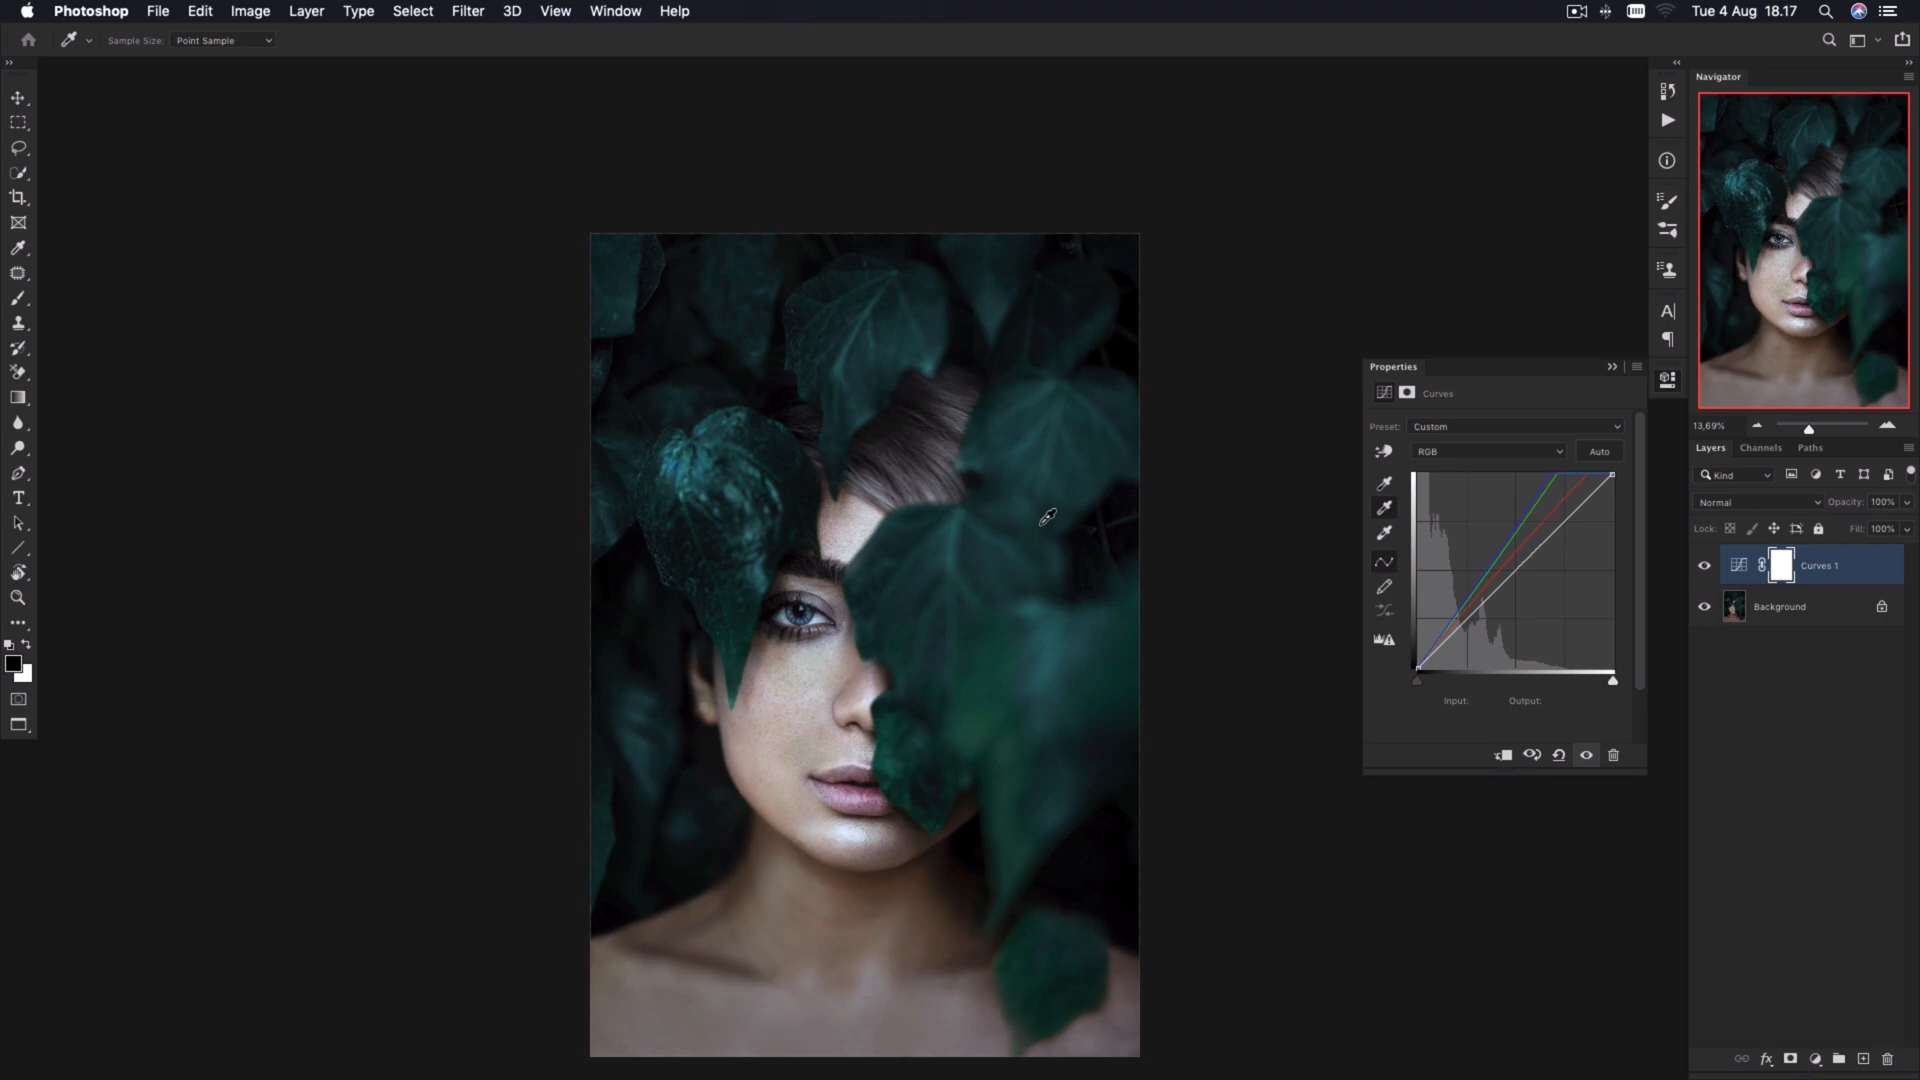 Photoshop File Edit Image Layer Type Select Filter 3D View Window Help Tue 4 Aug 18.17
Sample Size: Point Sample
Navigator
Properties
Curves
Preset: Custom
RGB Auto
Input: Output:
13,69%
Layers Channels Paths
Kind
Normal Opacity: 100%
Lock: Fill: 100%
Curves 1
Background